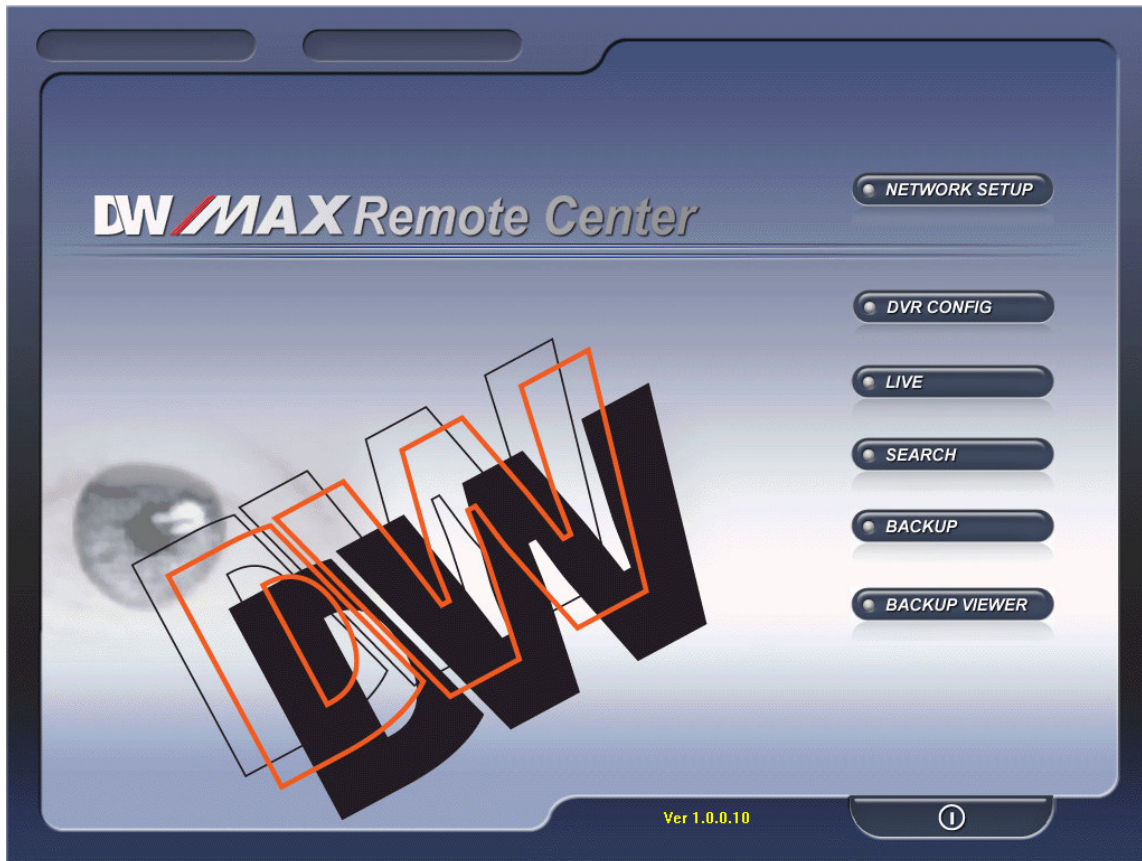 DW/MAX Remote Center
NETWORK SETUP
DVR CONFIG
LIVE
SEARCH
BACKUP
BACKUP VIEWER
DW
Ver 1.0.0.10